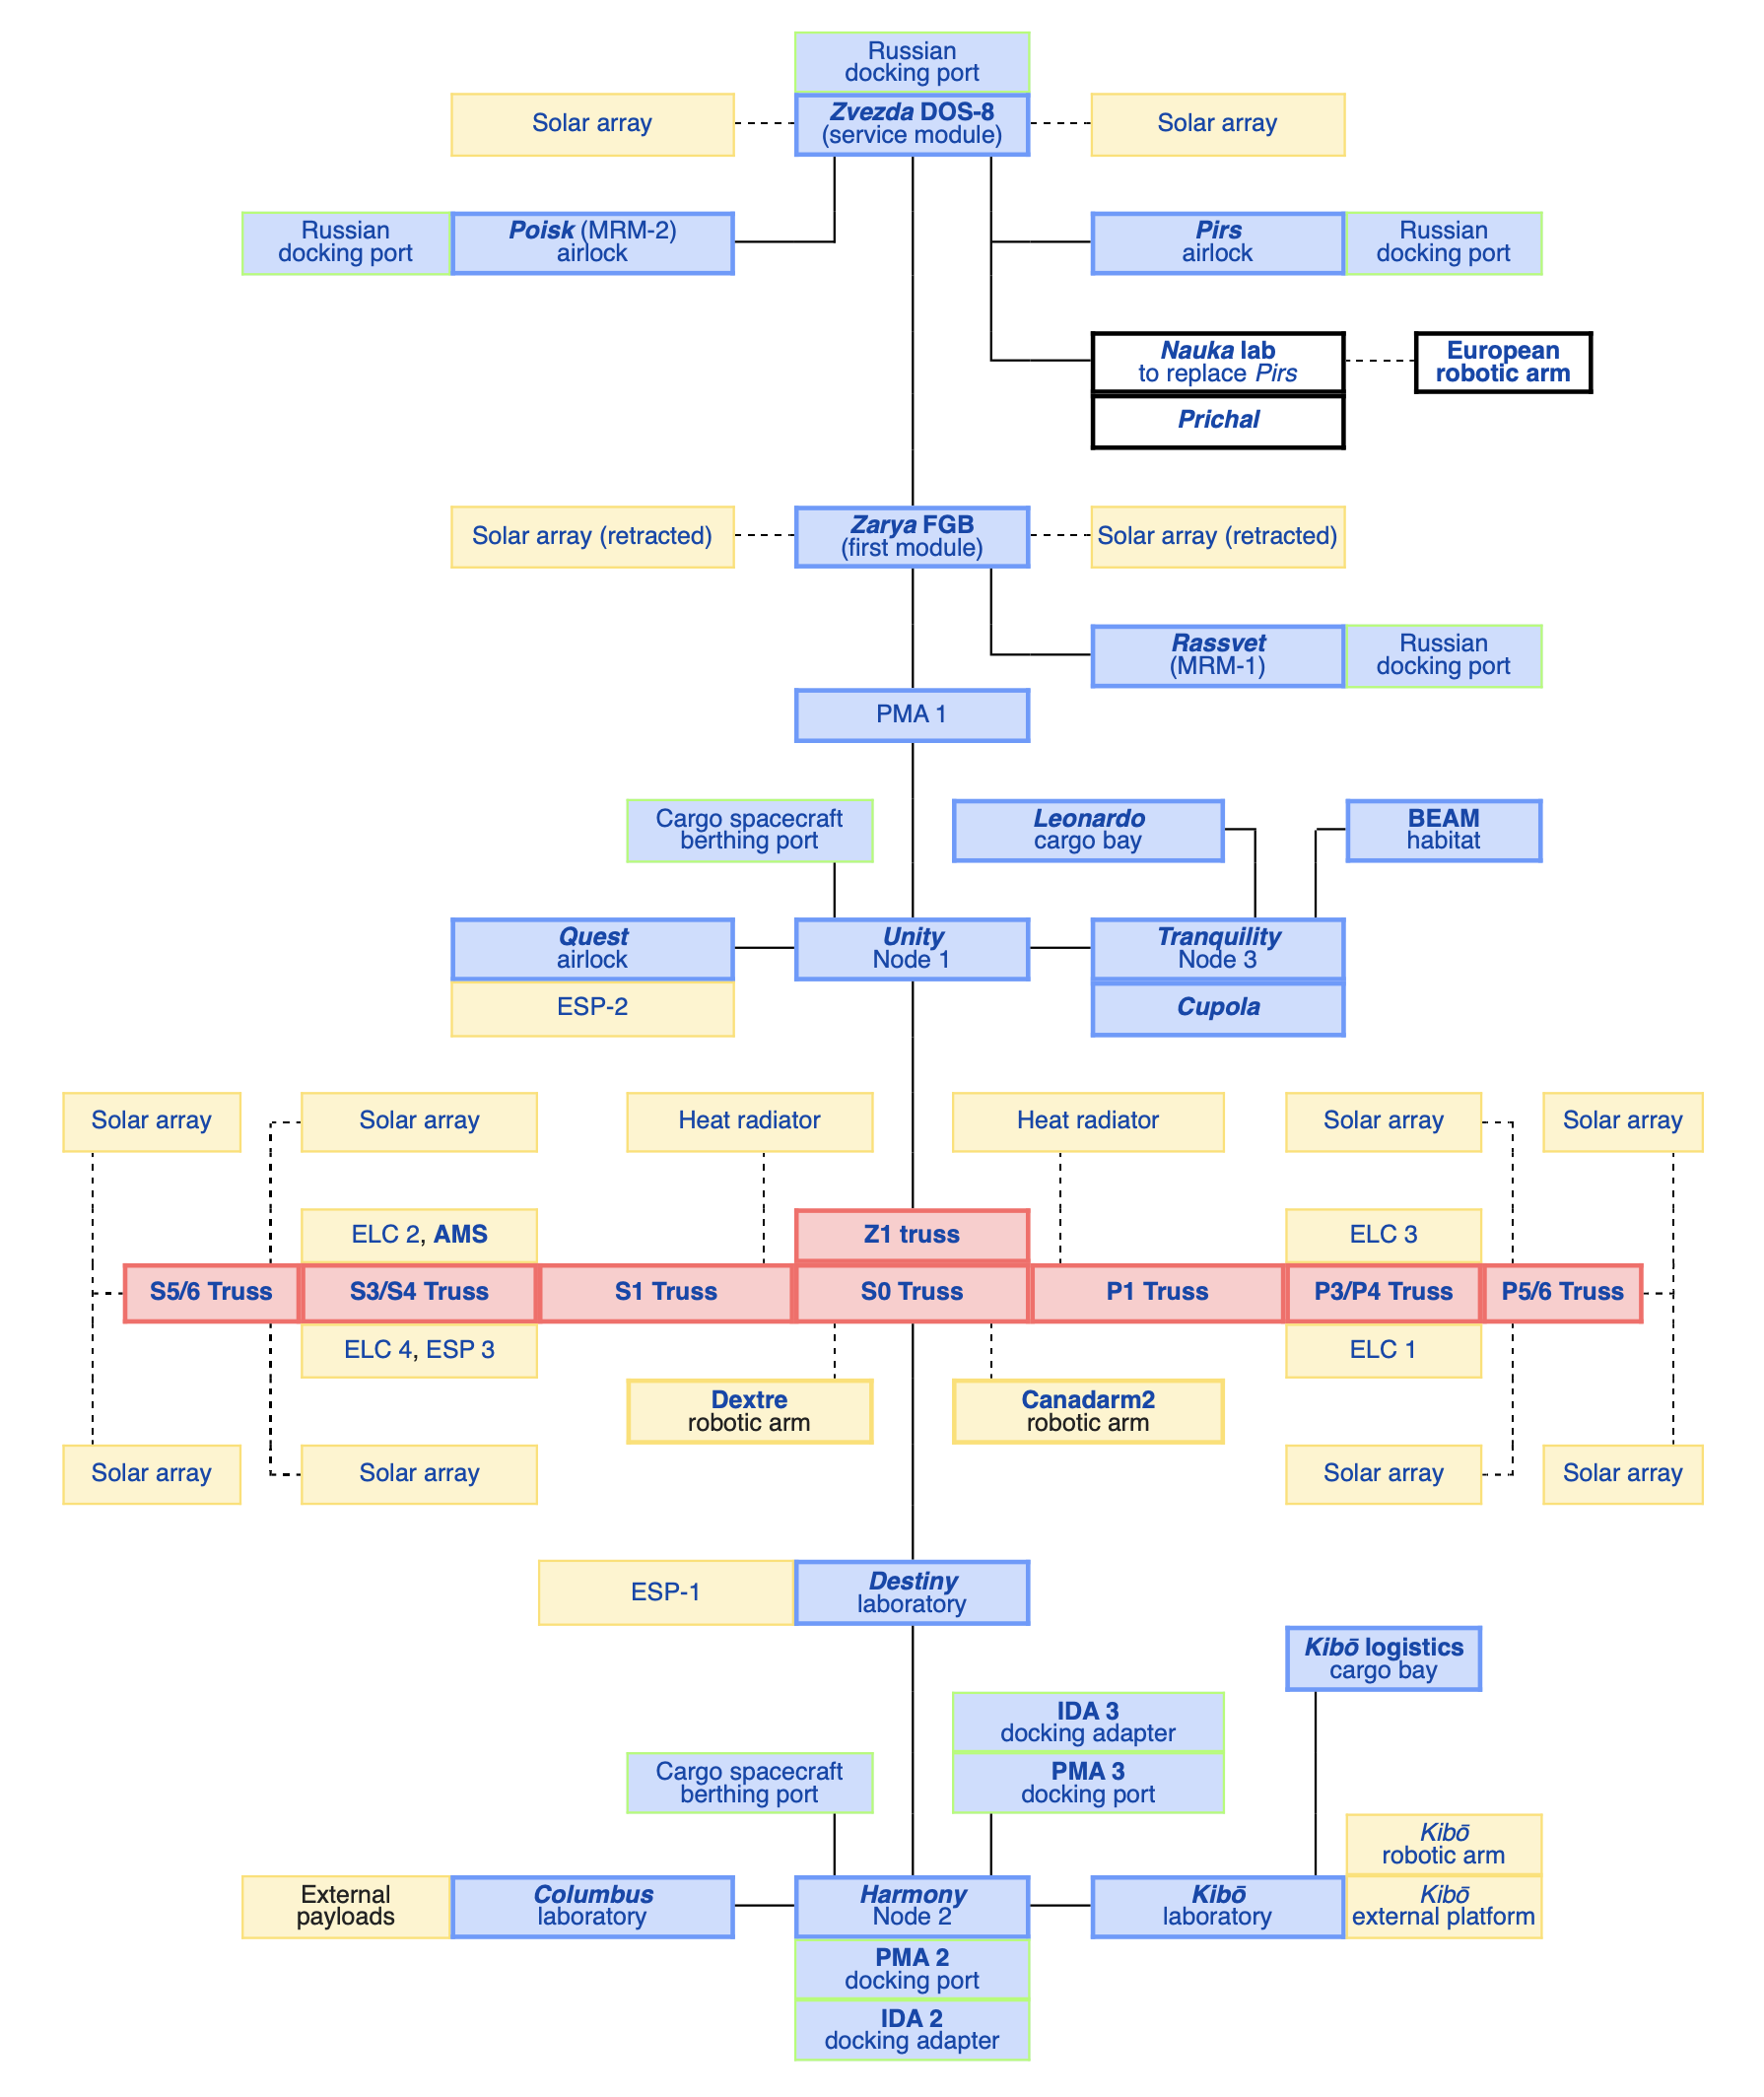 Russian
docking port
Solar array
Zvezda DOS-8
(service module)
Solar array
Russian
docking port
Poisk (MRM-2)
airlock
Pirs
airlock
Russian
docking port
Nauka lab
to replace Pirs
European
robotic arm
Prichal
Solar array (retracted)
Zarya FGB
(first module)
Solar array (retracted)
Rassvet
(MRM-1)
Russian
docking port
PMA 1
Cargo spacecraft
berthing port
Leonardo
cargo bay
BEAM
habitat
Quest
airlock
Unity
Node 1
Tranquility
Node 3
ESP-2
Cupola
Solar array
Solar array
Heat radiator
Heat radiator
Solar array
Solar array
ELC 2, AMS
Z1 truss
ELC 3
S5/6 Truss
S3/S4 Truss
S1 Truss
S0 Truss
P1 Truss
P3/P4 Truss
P5/6 Truss
ELC 4, ESP 3
ELC 1
Dextre
robotic arm
Canadarm2
robotic arm
Solar array
Solar array
Solar array
Solar array
ESP-1
Destiny
laboratory
Kibō logistics
cargo bay
IDA 3
docking adapter
Cargo spacecraft
berthing port
PMA 3
docking port
Kibō
robotic arm
External
payloads
Columbus
laboratory
Harmony
Node 2
Kibō
laboratory
Kibō
external platform
PMA 2
docking port
IDA 2
docking adapter